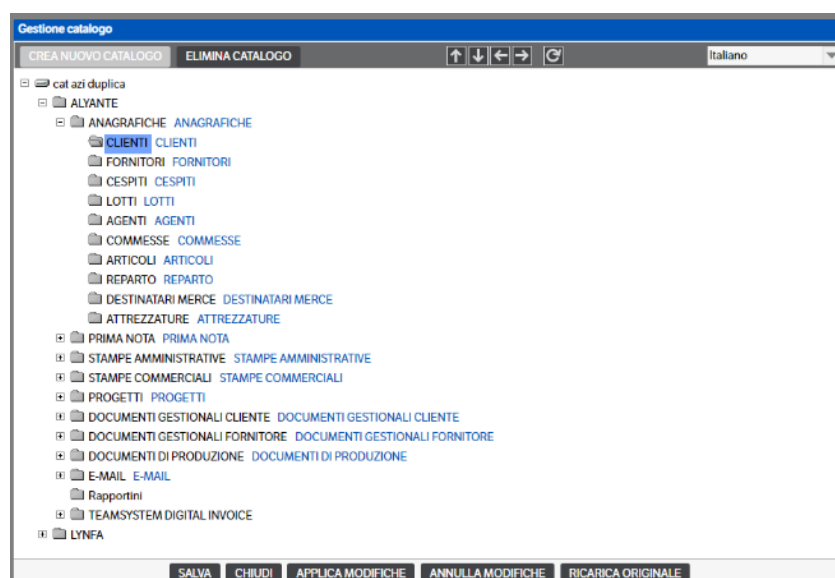 Gestione catalogo
CREA NUOVO CATALOGO ELIMINA CATALOGO Italiano
cat azi duplica
ALYANTE
ANAGRAFICHE ANAGRAFICHE
CLIENTI CLIENTI
FORNITORI FORNITORI
CESPITI CESPITI
LOTTI LOTTI
AGENTI AGENTI
COMMESSE COMMESSE
ARTICOLI ARTICOLI
REPARTO REPARTO
DESTINATARI MERCE DESTINATARI MERCE
ATTREZZATURE ATTREZZATURE
PRIMA NOTA PRIMA NOTA
STAMPE AMMINISTRATIVE STAMPE AMMINISTRATIVE
STAMPE COMMERCIALI STAMPE COMMERCIALI
PROGETTI PROGETTI
DOCUMENTI GESTIONALI CLIENTE DOCUMENTI GESTIONALI CLIENTE
DOCUMENTI GESTIONALI FORNITORE DOCUMENTI GESTIONALI FORNITORE
DOCUMENTI DI PRODUZIONE DOCUMENTI DI PRODUZIONE
E-MAIL E-MAIL
Rapportini
TEAMSYSTEM DIGITAL INVOICE
LYNFA
SALVA CHIUDI APPLICA MODIFICHE ANNULLA MODIFICHE RICARICA ORIGINALE